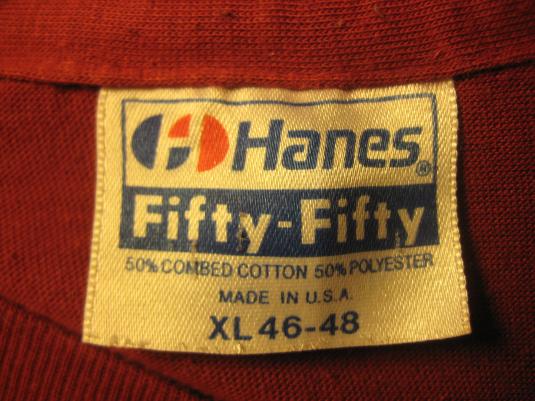 Hanes®
Fifty-Fifty
50% COMBED COTTON 50% POLYESTER
MADE IN U.S.A.
XL 46-48